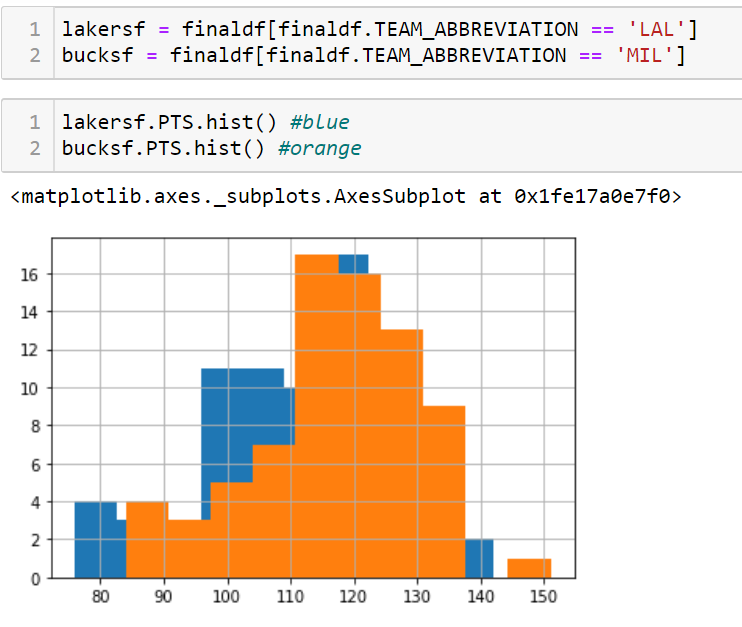 1 lakersf = finaldf[finaldf.TEAM_ABBREVIATION == 'LAL']
2 bucksf = finaldf[finaldf.TEAM_ABBREVIATION == 'MIL']
1 lakersf.PTS.hist() #blue
2 bucksf.PTS.hist() #orange
<matplotlib.axes._subplots.AxesSubplot at 0x1fe17a0e7f0>
16
14
12
10
8
6
4
2
0
80 90 100 110 120 130 140 150